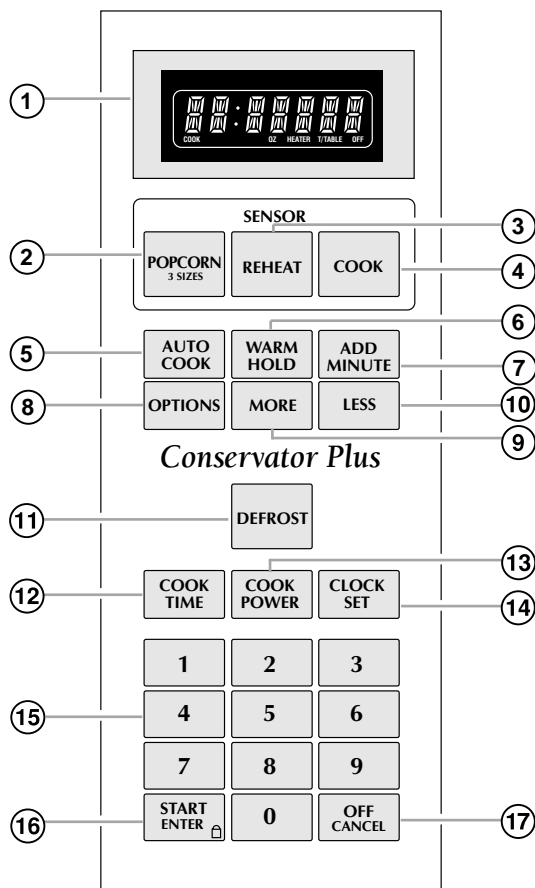 1
88:88888
COOK OZ HEATER T/TABLE OFF
SENSOR
3
2
POPCORN
3 SIZES
REHEAT
COOK
4
6
5
AUTO
COOK
WARM
HOLD
ADD
MINUTE
7
8
OPTIONS
MORE
LESS
10
9
Conservator Plus
11
DEFROST
13
12
COOK
TIME
COOK
POWER
CLOCK
SET
14
1 2 3
15
4 5 6
7 8 9
16
START
ENTER
0
OFF
CANCEL
17